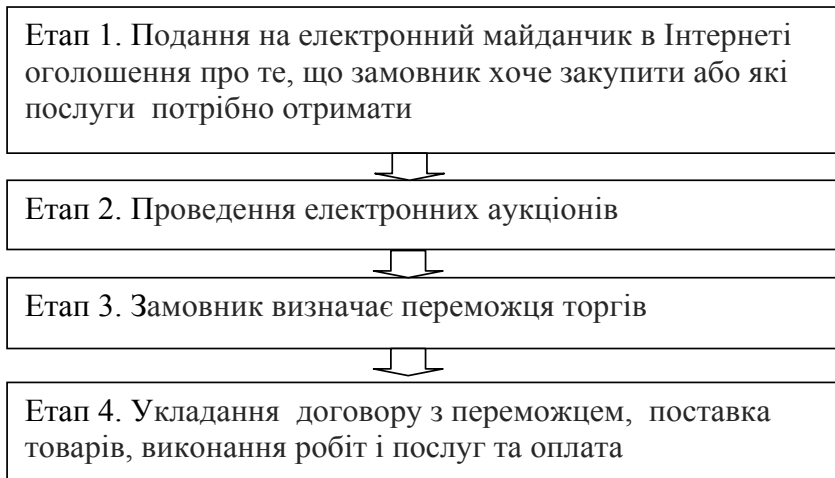 Етап 1. Подання на електронний майданчик в Інтернеті
оголошення про те, що замовник хоче закупити або які
послуги потрібно отримати
Етап 2. Проведення електронних аукціонів
Етап 3. Замовник визначає переможця торгів
Етап 4. Укладання договору з переможцем, поставка
товарів, виконання робіт і послуг та оплата